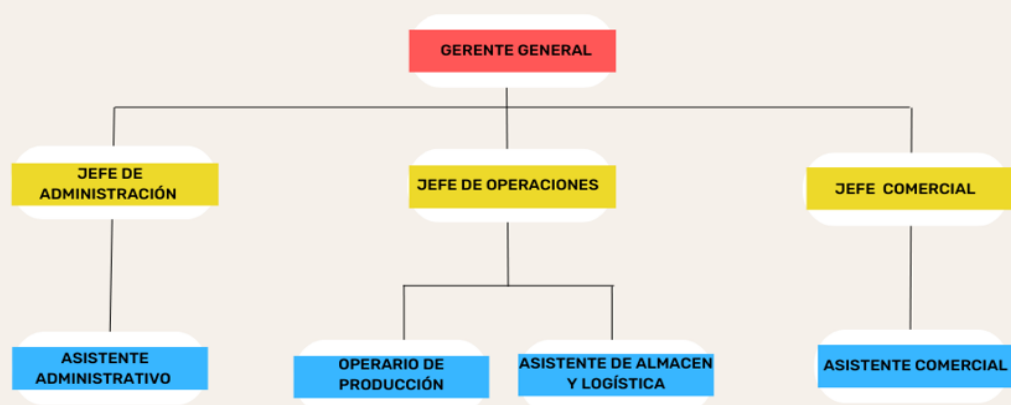 GERENTE GENERAL
JEFE DE
ADMINISTRACIÓN
JEFE DE OPERACIONES
JEFE COMERCIAL
ASISTENTE
ADMINISTRATIVO
OPERARIO DE
PRODUCCIÓN
ASISTENTE DE ALMACEN
Y LOGÍSTICA
ASISTENTE COMERCIAL